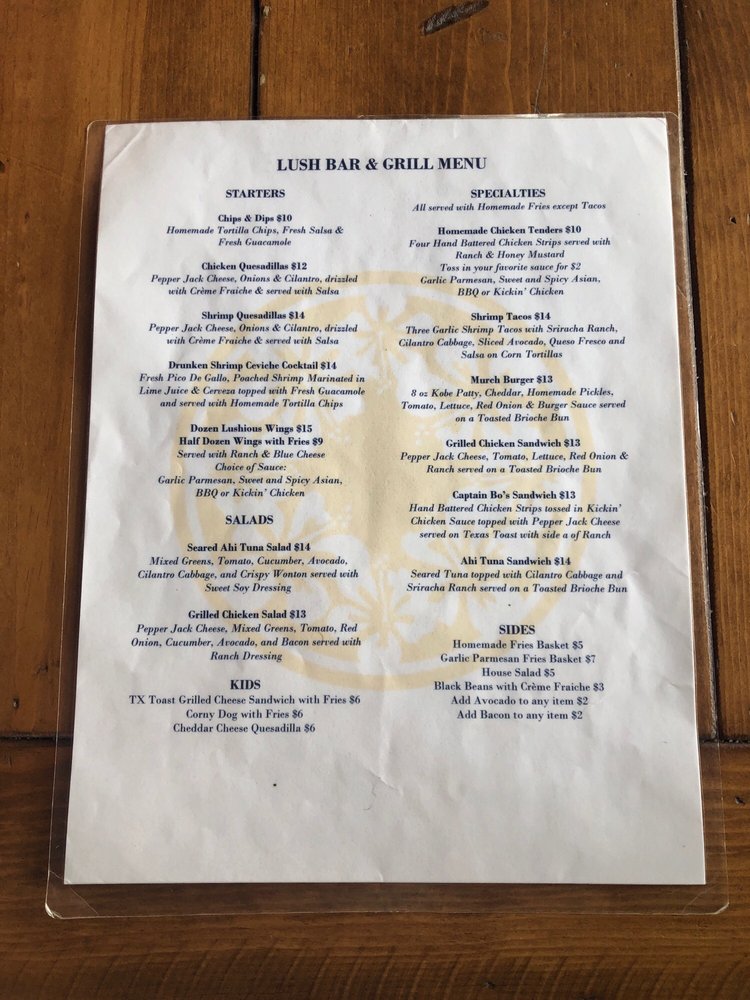 LUSH BAR & GRILL MENU
STARTERS
Chips & Dips $10
Homemade Tortilla Chips, Fresh Salsa &
Fresh Guacamole
Chicken Quesadillas $12
Pepper Jack Cheese, Onions & Cilantro, drizzled
with Crème Fraiche & served with Salsa
Shrimp Quesadillas $14
Pepper Jack Cheese, Onions & Cilantro, drizzled
with Crème Fraiche & served with Salsa
Drunken Shrimp Ceviche Cocktail $14
Fresh Pico De Gallo, Poached Shrimp Marinated in
Lime Juice & Cerveza topped with Fresh Guacamole
and served with Homemade Tortilla Chips
Dozen Lushious Wings $15
Half Dozen Wings with Fries $9
Served with Ranch & Blue Cheese
Choice of Sauce:
Garlic Parmesan, Sweet and Spicy Asian,
BBQ or Kickin' Chicken
SALADS
Seared Ahi Tuna Salad $14
Mixed Greens, Tomato, Cucumber, Avocado,
Cilantro Cabbage, and Crispy Wonton served with
Sweet Soy Dressing
Grilled Chicken Salad $13
Pepper Jack Cheese, Mixed Greens, Tomato, Red
Onion, Cucumber, Avocado, and Bacon served with
Ranch Dressing
KIDS
TX Toast Grilled Cheese Sandwich with Fries $6
Corny Dog with Fries $6
Cheddar Cheese Quesadilla $6
SPECIALTIES
All served with Homemade Fries except Tacos
Homemade Chicken Tenders $10
Four Hand Battered Chicken Strips served with
Ranch & Honey Mustard
Toss in your favorite sauce for $2
Garlic Parmesan, Sweet and Spicy Asian,
BBQ or Kickin' Chicken
Shrimp Tacos $14
Three Garlic Shrimp Tacos with Sriracha Ranch,
Cilantro Cabbage, Sliced Avocado, Queso Fresco and
Salsa on Corn Tortillas
Murch Burger $13
8 oz Kobe Patty, Cheddar, Homemade Pickles,
Tomato, Lettuce, Red Onion & Burger Sauce served
on a Toasted Brioche Bun
Grilled Chicken Sandwich $13
Pepper Jack Cheese, Tomato, Lettuce, Red Onion &
Ranch served on a Toasted Brioche Bun
Captain Bo's Sandwich $13
Hand Battered Chicken Strips tossed in Kickin'
Chicken Sauce topped with Pepper Jack Cheese
served on Texas Toast with side a of Ranch
Ahi Tuna Sandwich $14
Seared Tuna topped with Cilantro Cabbage and
Sriracha Ranch served on a Toasted Brioche Bun
SIDES
Homemade Fries Basket $5
Garlic Parmesan Fries Basket $7
House Salad $5
Black Beans with Crème Fraiche $3
Add Avocado to any item $2
Add Bacon to any item $2